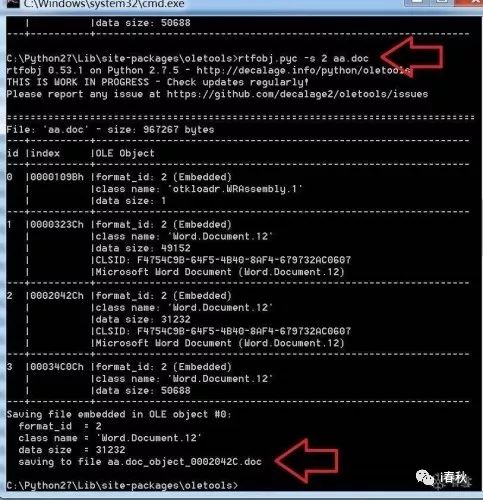 C:\Windows\system32\cmd.exe
|data size: 50688
C:\Python27\Lib\site-packages\oletools>rtfobj.pyc -s 2 aa.doc
rtfobj 0.53.1 on Python 2.7.5 - http://decalage.info/python/oletools
THIS IS WORK IN PROGRESS - Check updates regularly!
Please report any issue at https://github.com/decalage2/oletools/issues
File: 'aa.doc' - size: 967267 bytes
id |index |OLE Object
0 |0000109Bh |format_id: 2 (Embedded)
|class name: 'otkloadr.WRAssembly.1'
|data size: 1
1 |0000323Ch |format_id: 2 (Embedded)
|class name: 'Word.Document.12'
|data size: 49152
|CLSID: F4754C9B-64F5-4B40-8AF4-679732AC0607
|Microsoft Word Document (Word.Document.12)
2 |0002042Ch |format_id: 2 (Embedded)
|class name: 'Word.Document.12'
|data size: 31232
|CLSID: F4754C9B-64F5-4B40-8AF4-679732AC0607
|Microsoft Word Document (Word.Document.12)
3 |00034C0Ch |format_id: 2 (Embedded)
|class name: 'Word.Document.12'
|data size: 50688
Saving file embedded in OLE object #0:
format_id = 2
class name = 'Word.Document.12'
data size = 31232
saving to file aa.doc_object_0002042C.doc
C:\Python27\Lib\site-packages\oletools>
i春秋